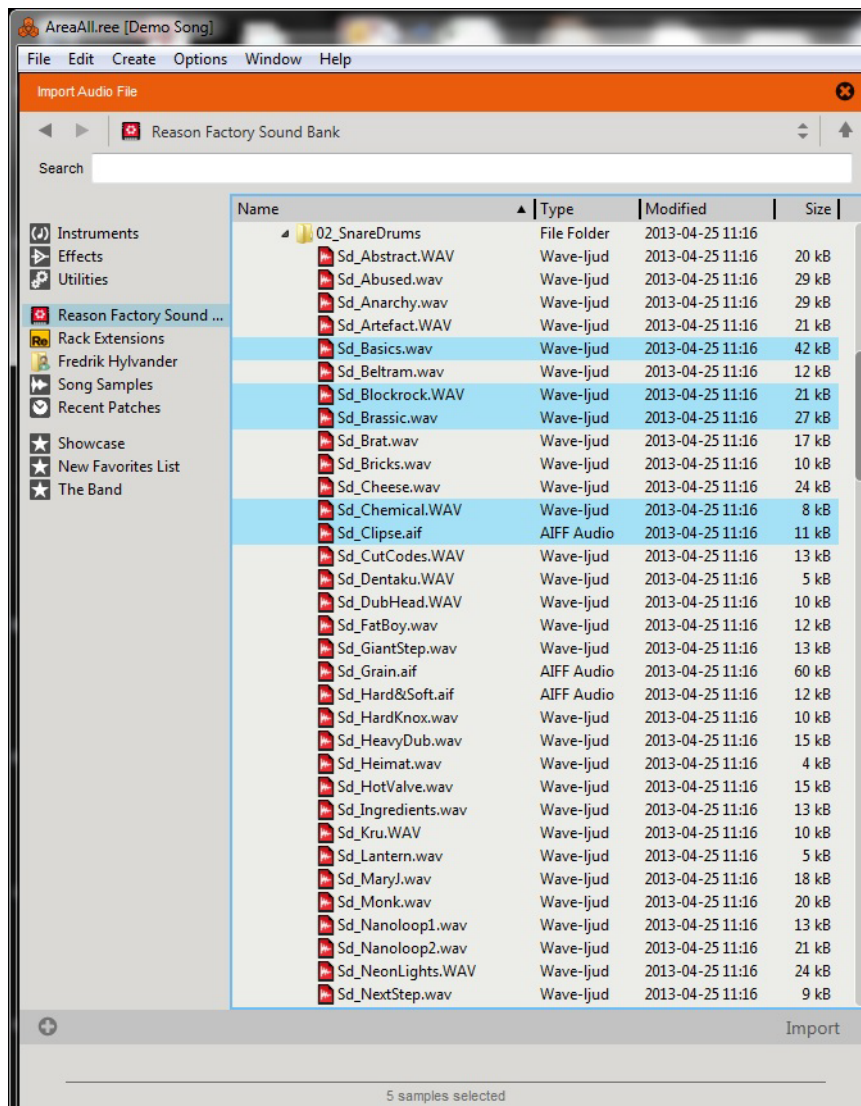 AreaAll.ree [Demo Song]
File Edit Create Options Window Help
Import Audio File
Reason Factory Sound Bank
Search
Instruments
Effects
Utilities
Reason Factory Sound ...
Re Rack Extensions
Fredrik Hylvander
Song Samples
Recent Patches
Showcase
New Favorites List
The Band
Name Type Modified Size
02_SnareDrums File Folder 2013-04-25 11:16
Sd_Abstract.WAV Wave-ljud 2013-04-25 11:16 20 kB
Sd_Abused.wav Wave-ljud 2013-04-25 11:16 29 kB
Sd_Anarchy.wav Wave-ljud 2013-04-25 11:16 29 kB
Sd_Artefact.WAV Wave-ljud 2013-04-25 11:16 21 kB
Sd_Basics.wav Wave-ljud 2013-04-25 11:16 42 kB
Sd_Beltram.wav Wave-ljud 2013-04-25 11:16 12 kB
Sd_Blockrock.WAV Wave-ljud 2013-04-25 11:16 21 kB
Sd_Brassic.wav Wave-ljud 2013-04-25 11:16 27 kB
Sd_Brat.wav Wave-ljud 2013-04-25 11:16 17 kB
Sd_Bricks.wav Wave-ljud 2013-04-25 11:16 10 kB
Sd_Cheese.wav Wave-ljud 2013-04-25 11:16 24 kB
Sd_Chemical.WAV Wave-ljud 2013-04-25 11:16 8 kB
Sd_Clipse.aif AIFF Audio 2013-04-25 11:16 11 kB
Sd_CutCodes.WAV Wave-ljud 2013-04-25 11:16 13 kB
Sd_Dentaku.WAV Wave-ljud 2013-04-25 11:16 5 kB
Sd_DubHead.WAV Wave-ljud 2013-04-25 11:16 10 kB
Sd_FatBoy.wav Wave-ljud 2013-04-25 11:16 12 kB
Sd_GiantStep.wav Wave-ljud 2013-04-25 11:16 13 kB
Sd_Grain.aif AIFF Audio 2013-04-25 11:16 60 kB
Sd_Hard&Soft.aif AIFF Audio 2013-04-25 11:16 12 kB
Sd_HardKnox.wav Wave-ljud 2013-04-25 11:16 10 kB
Sd_HeavyDub.wav Wave-ljud 2013-04-25 11:16 15 kB
Sd_Heimat.wav Wave-ljud 2013-04-25 11:16 4 kB
Sd_HotValve.wav Wave-ljud 2013-04-25 11:16 15 kB
Sd_Ingredients.wav Wave-ljud 2013-04-25 11:16 13 kB
Sd_Kru.WAV Wave-ljud 2013-04-25 11:16 10 kB
Sd_Lantern.wav Wave-ljud 2013-04-25 11:16 5 kB
Sd_MaryJ.wav Wave-ljud 2013-04-25 11:16 18 kB
Sd_Monk.wav Wave-ljud 2013-04-25 11:16 20 kB
Sd_Nanoloop1.wav Wave-ljud 2013-04-25 11:16 13 kB
Sd_Nanoloop2.wav Wave-ljud 2013-04-25 11:16 21 kB
Sd_NeonLights.WAV Wave-ljud 2013-04-25 11:16 24 kB
Sd_NextStep.wav Wave-ljud 2013-04-25 11:16 9 kB
Import
5 samples selected